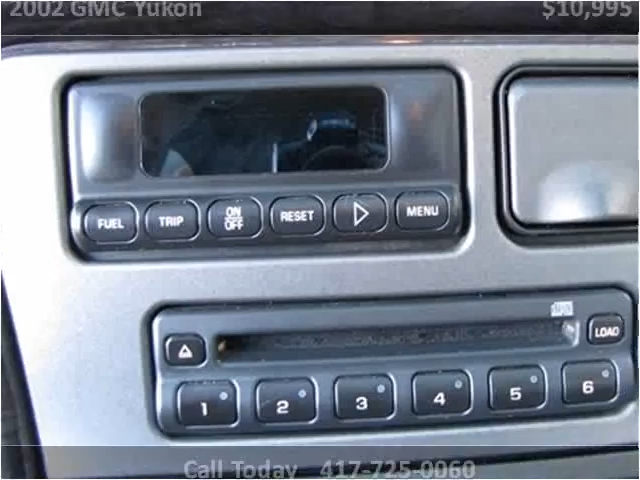 2002 GMC Yukon $10,995
FUEL TRIP ON OFF RESET MENU
LOAD
1 2 3 4 5 6
Call Today 417-725-0060